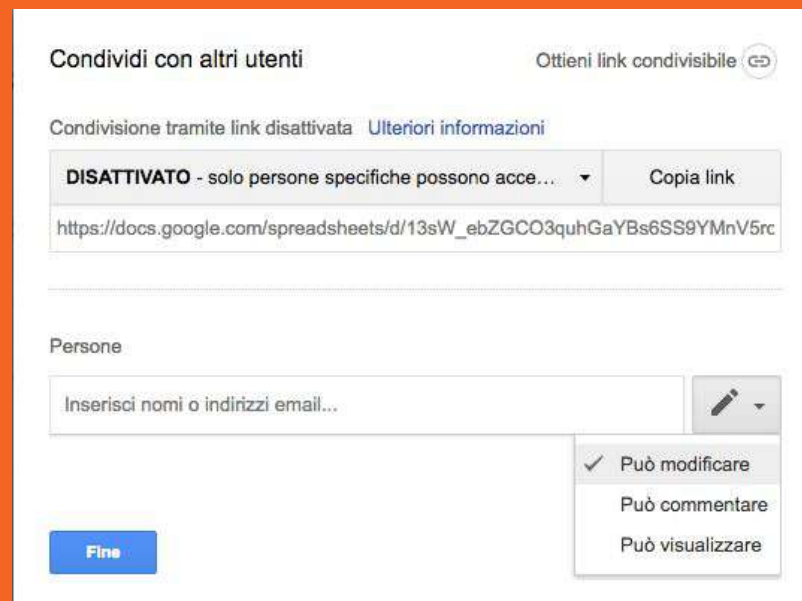 Condividi con altri utenti
Ottieni link condivisibile
Condivisione tramite link disattivata Ulteriori informazioni
DISATTIVATO - solo persone specifiche possono acce... Copia link
https://docs.google.com/spreadsheets/d/13sW_ebZGCO3quhGaYBs6SS9YMnV5rc
Persone
Inserisci nomi o indirizzi email...
Può modificare
Può commentare
Può visualizzare
Fine